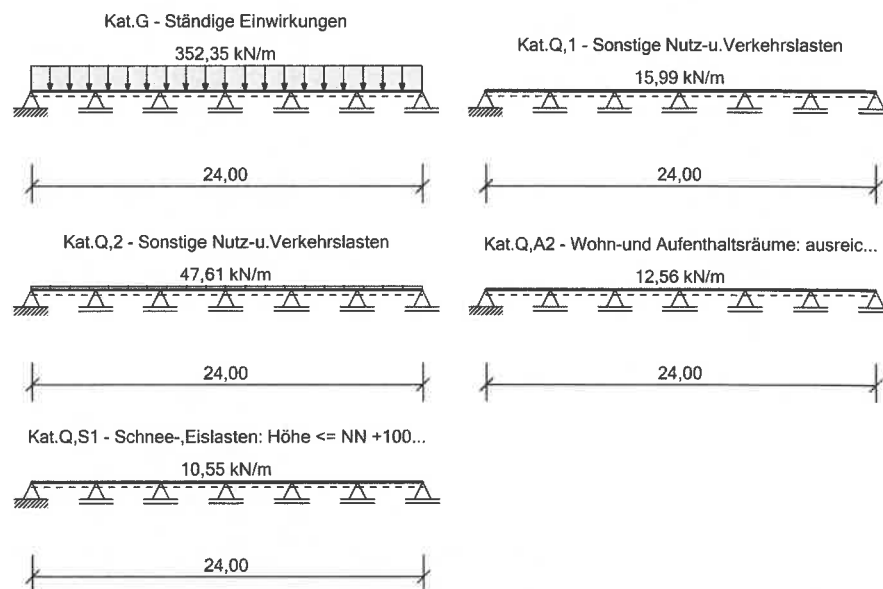 Kat.G - Ständige Einwirkungen
352,35 kN/m
24,00
Kat.Q,1 - Sonstige Nutz-u.Verkehrslasten
15,99 kN/m
24,00
Kat.Q,2 - Sonstige Nutz-u.Verkehrslasten
47,61 kN/m
24,00
Kat.Q,A2 - Wohn-und Aufenthaltsräume: ausreic...
12,56 kN/m
24,00
Kat.Q,S1 - Schnee-,Eislasten: Höhe <= NN +100...
10,55 kN/m
24,00